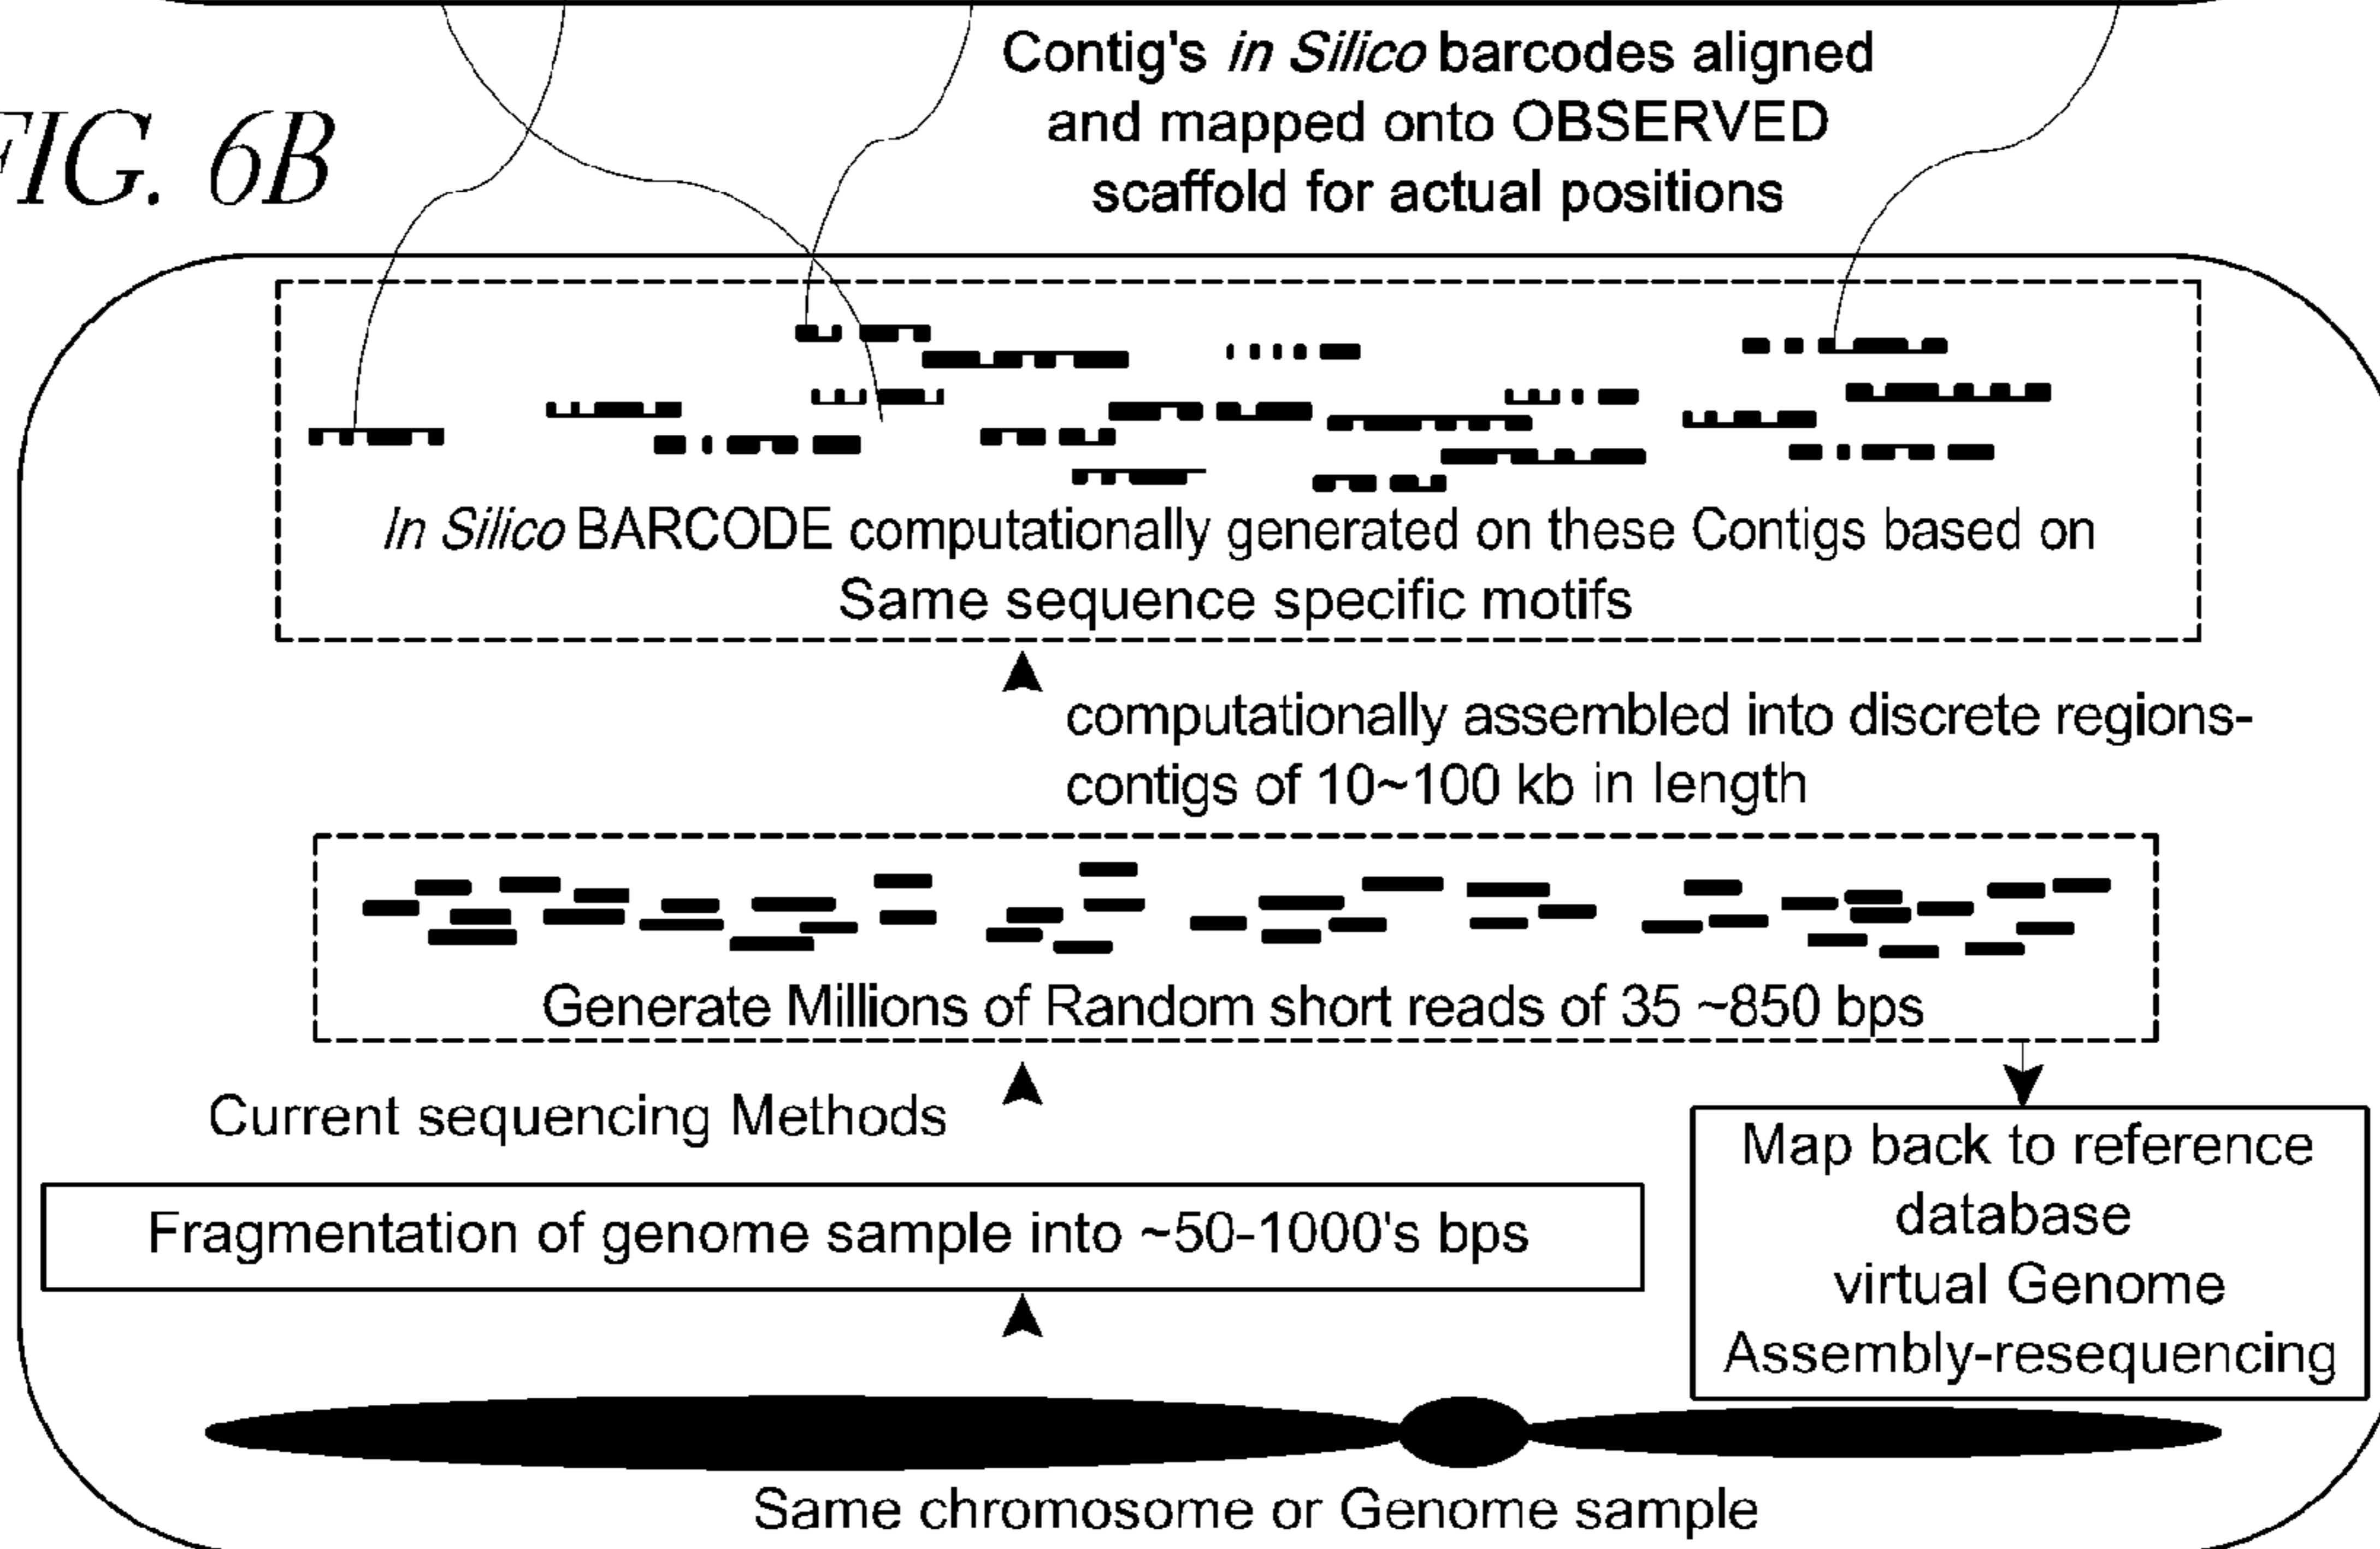 Contig's in Silico barcodes aligned
and mapped onto OBSERVED
scaffold for actual positions
FIG. 6B
In Silico BARCODE computationally generated on these Contigs based on
Same sequence specific motifs
computationally assembled into discrete regions-
contigs of 10~100 kb in length
Generate Millions of Random short reads of 35 ~850 bps
Current sequencing Methods
Map back to reference
database
virtual Genome
Assembly-resequencing
Fragmentation of genome sample into ~50-1000's bps
Same chromosome or Genome sample